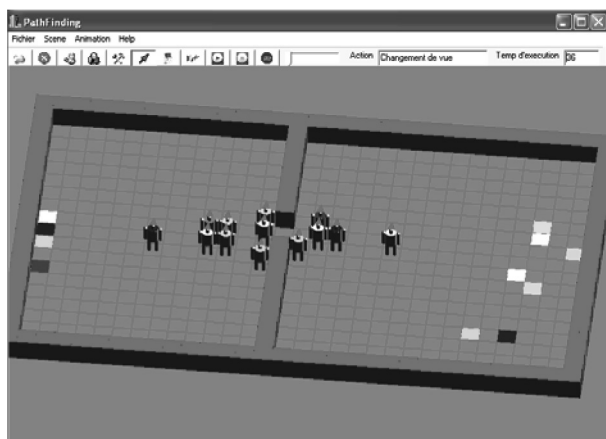 PathFinding
Fichier Scene Animation Help
Action Changement de vue Temp d'execution 36